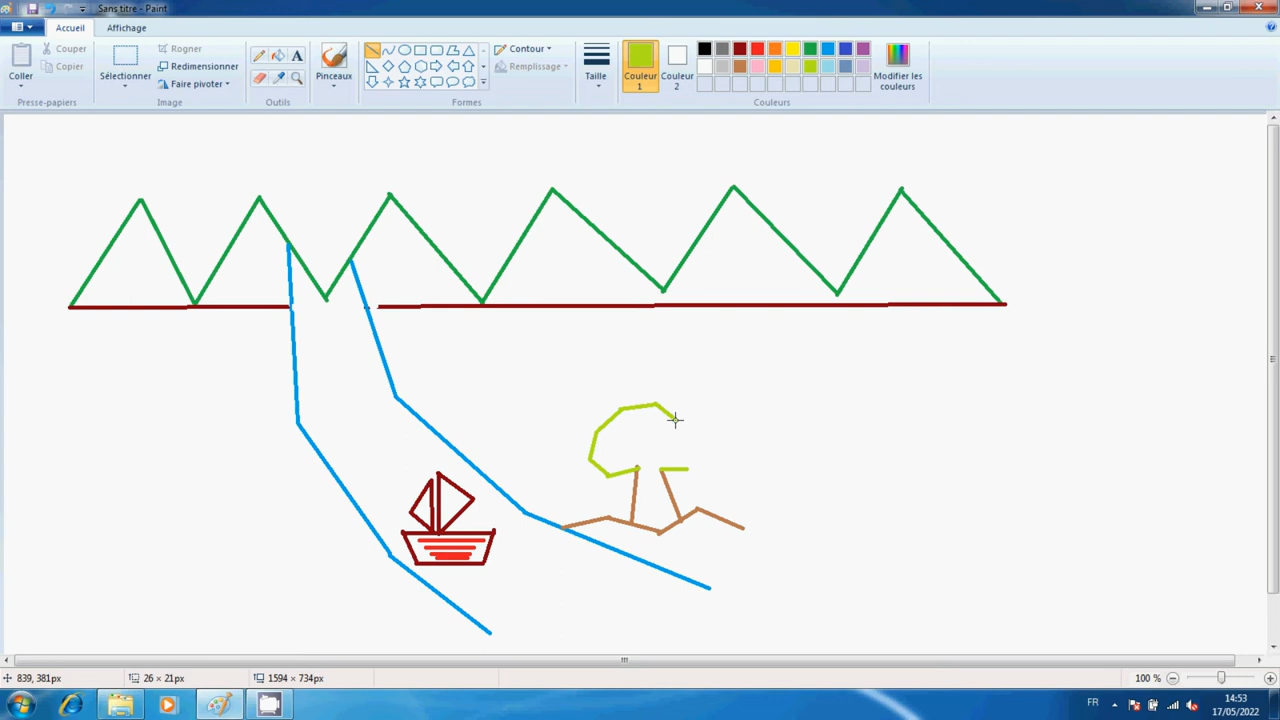 Sans titre - Paint
Accueil Affichage
Coller
Couper
Copier
Presse-papiers
Sélectionner
Rogner
Redimensionner
Faire pivoter
Image
A
Outils
Pinceaux
Contour
Remplissage
Formes
Taille
Couleur 1
Couleur 2
Modifier les couleurs
Couleurs
839, 381px 26 × 21px 1594 × 734px 100 %
FR 14:53
17/05/2022